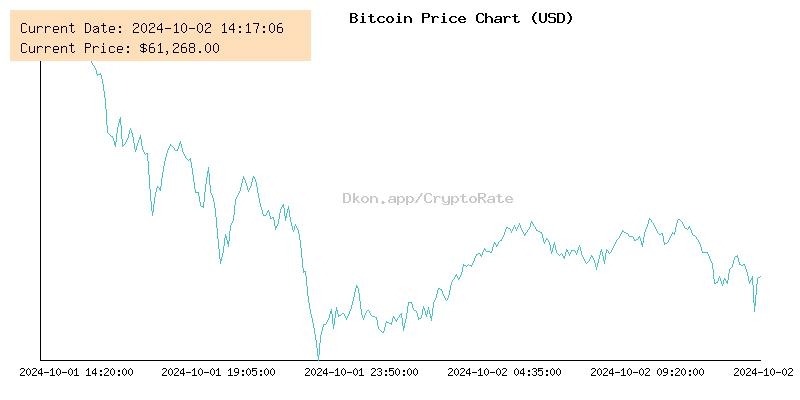 Bitcoin Price Chart (USD)
Current Date: 2024-10-02 14:17:06
Current Price: $61,268.00
Dkon.app/CryptoRate
2024-10-01 14:20:00 2024-10-01 19:05:00 2024-10-01 23:50:00 2024-10-02 04:35:00 2024-10-02 09:20:00 2024-10-02